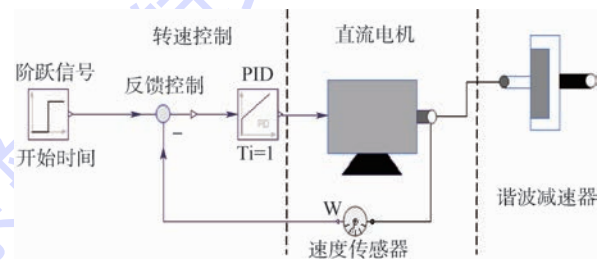 转速控制
直流电机
阶跃信号
反馈控制
PID
PID
开始时间
Ti=1
W
速度传感器
谐波减速器